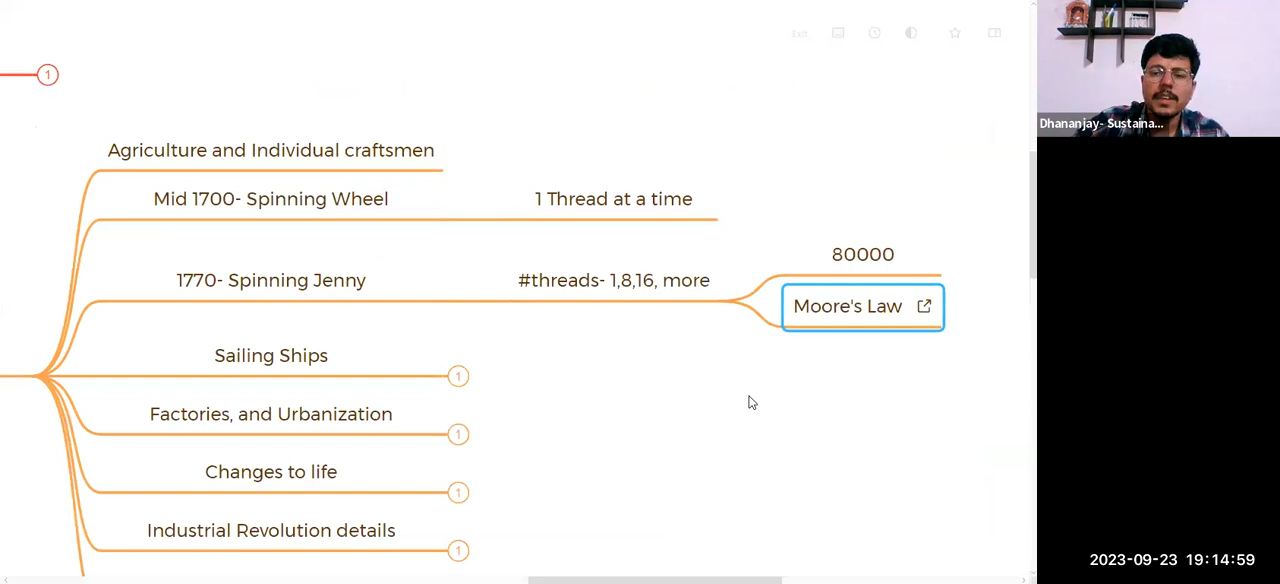 Exit
1
Dhananjay- Sustaina...
Agriculture and Individual craftsmen
Mid 1700- Spinning Wheel
1 Thread at a time
80000
1770- Spinning Jenny
#threads- 1,8,16, more
Moore's Law
Sailing Ships
1
Factories, and Urbanization
1
Changes to life
1
Industrial Revolution details
1
2023-09-23 19:14:59